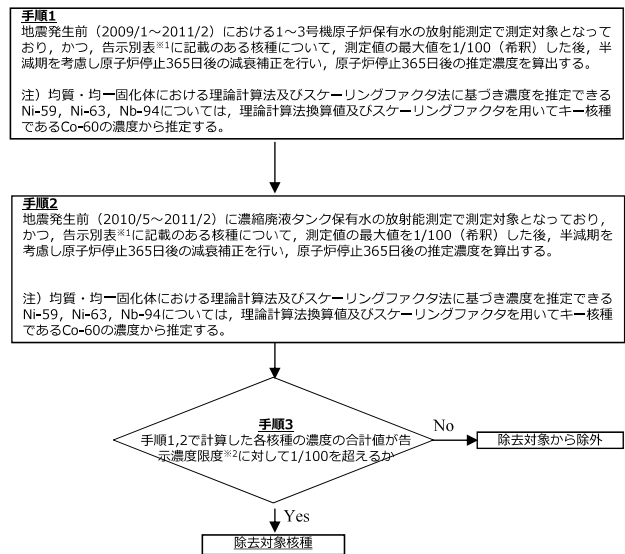 手順1
地震発生前（2009/1～2011/2）における1～3号機原子炉保有水の放射能測定で測定対象となって
おり，かつ，告示別表※1に記載のある核種について，測定値の最大値を1/100（希釈）した後，半
減期を考慮し原子炉停止365日後の減衰補正を行い，原子炉停止365日後の推定濃度を算出する。
注）均質・均一固化体における理論計算法及びスケーリングファクタ法に基づき濃度を推定できる
Ni-59，Ni-63，Nb-94については，理論計算法換算値及びスケーリングファクタを用いてキー核種
であるCo-60の濃度から推定する。
手順2
地震発生前（2010/5～2011/2）に濃縮廃液タンク保有水の放射能測定で測定対象となっており，
かつ，告示別表※1に記載のある核種について，測定値の最大値を1/100（希釈）した後，半減期を
考慮し原子炉停止365日後の減衰補正を行い，原子炉停止365日後の推定濃度を算出する。
注）均質・均一固化体における理論計算法及びスケーリングファクタ法に基づき濃度を推定できる
Ni-59，Ni-63，Nb-94については，理論計算法換算値及びスケーリングファクタを用いてキー核種
であるCo-60の濃度から推定する。
手順3
手順1,2で計算した各核種の濃度の合計値が告
示濃度限度※2に対して1/100を超えるか
No
除去対象から除外
Yes
除去対象核種